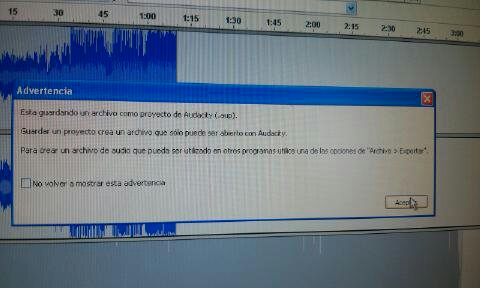 15 30 45 1:00 1:15 1:30 1:45 2:00 2:15 2:30 2:45 3:00
Advertencia
Esta guardando un archivo como proyecto de Audacity (.aup).
Guardar un proyecto crea un archivo que sólo puede ser abierto con Audacity.
Para crear un archivo de audio que pueda ser utilizado en otros programas utilice una de las opciones de "Archivo > Exportar".
No volver a mostrar esta advertencia